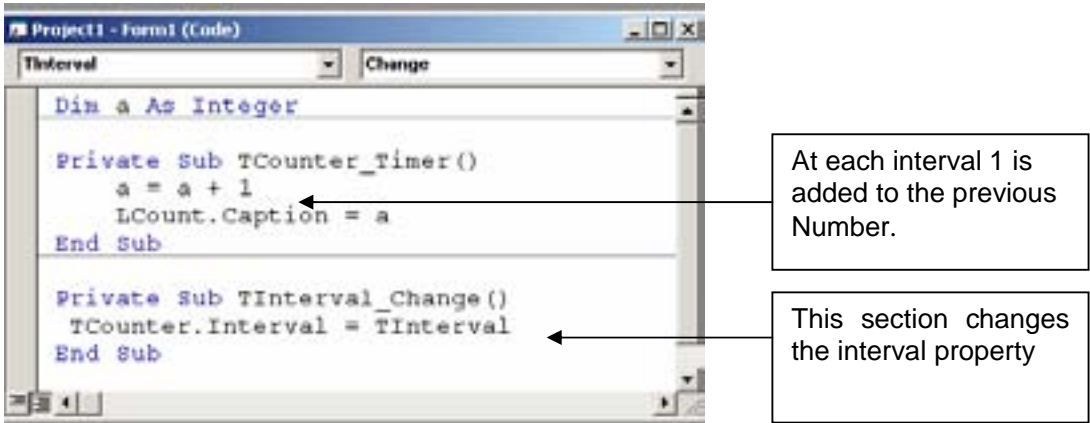 Project1 - Form1 (Code)
TInterval Change
Dim a As Integer
Private Sub TCounter_Timer()
a = a + 1
LCount.Caption = a
End Sub
Private Sub TInterval_Change()
TCounter.Interval = TInterval
End Sub
At each interval 1 is
added to the previous
Number.
This section changes
the interval property